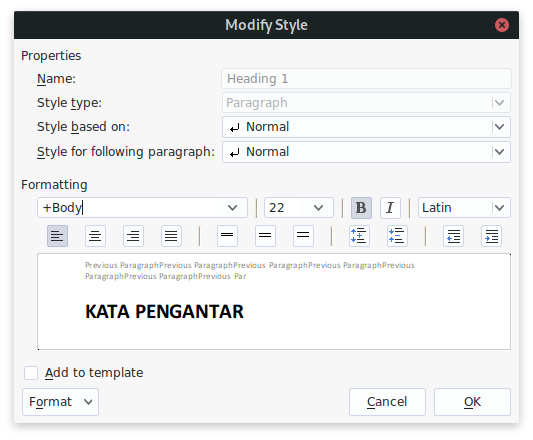 Modify Style
Properties
Name: Heading 1
Style type: Paragraph
Style based on: Normal
Style for following paragraph: Normal
Formatting
+Body 22 B I Latin
Previous ParagraphPrevious ParagraphPrevious ParagraphPrevious ParagraphPrevious
ParagraphPrevious ParagraphPrevious Par
KATA PENGANTAR
Add to template
Format Cancel OK